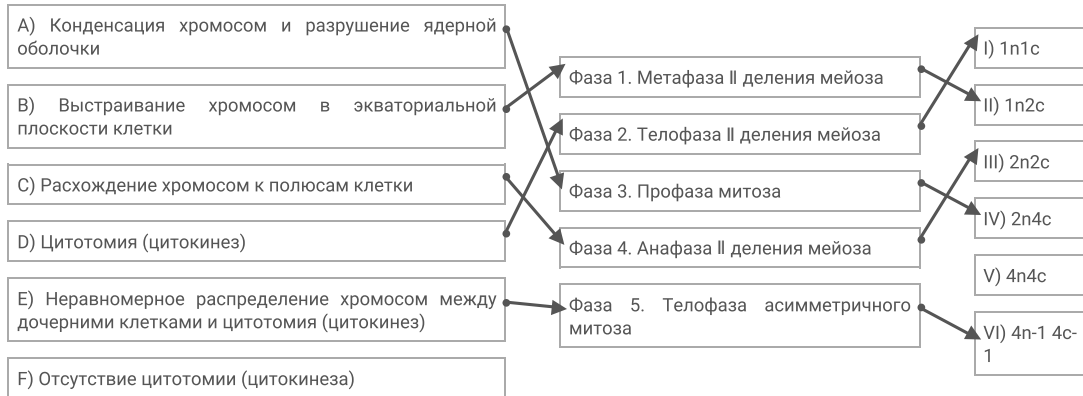 A) Конденсация хромосом и разрушение ядерной
оболочки
B) Выстраивание хромосом в экваториальной
плоскости клетки
C) Расхождение хромосом к полюсам клетки
D) Цитотомия (цитокинез)
E) Неравномерное распределение хромосом между
дочерними клетками и цитотомия (цитокинез)
F) Отсутствие цитотомии (цитокинеза)
Фаза 1. Метафаза II деления мейоза
Фаза 2. Телофаза II деления мейоза
Фаза 3. Профаза митоза
Фаза 4. Анафаза II деления мейоза
Фаза 5. Телофаза асимметричного
митоза
I) 1n1c
II) 1n2c
III) 2n2c
IV) 2n4c
V) 4n4c
VI) 4n-1 4c-
1